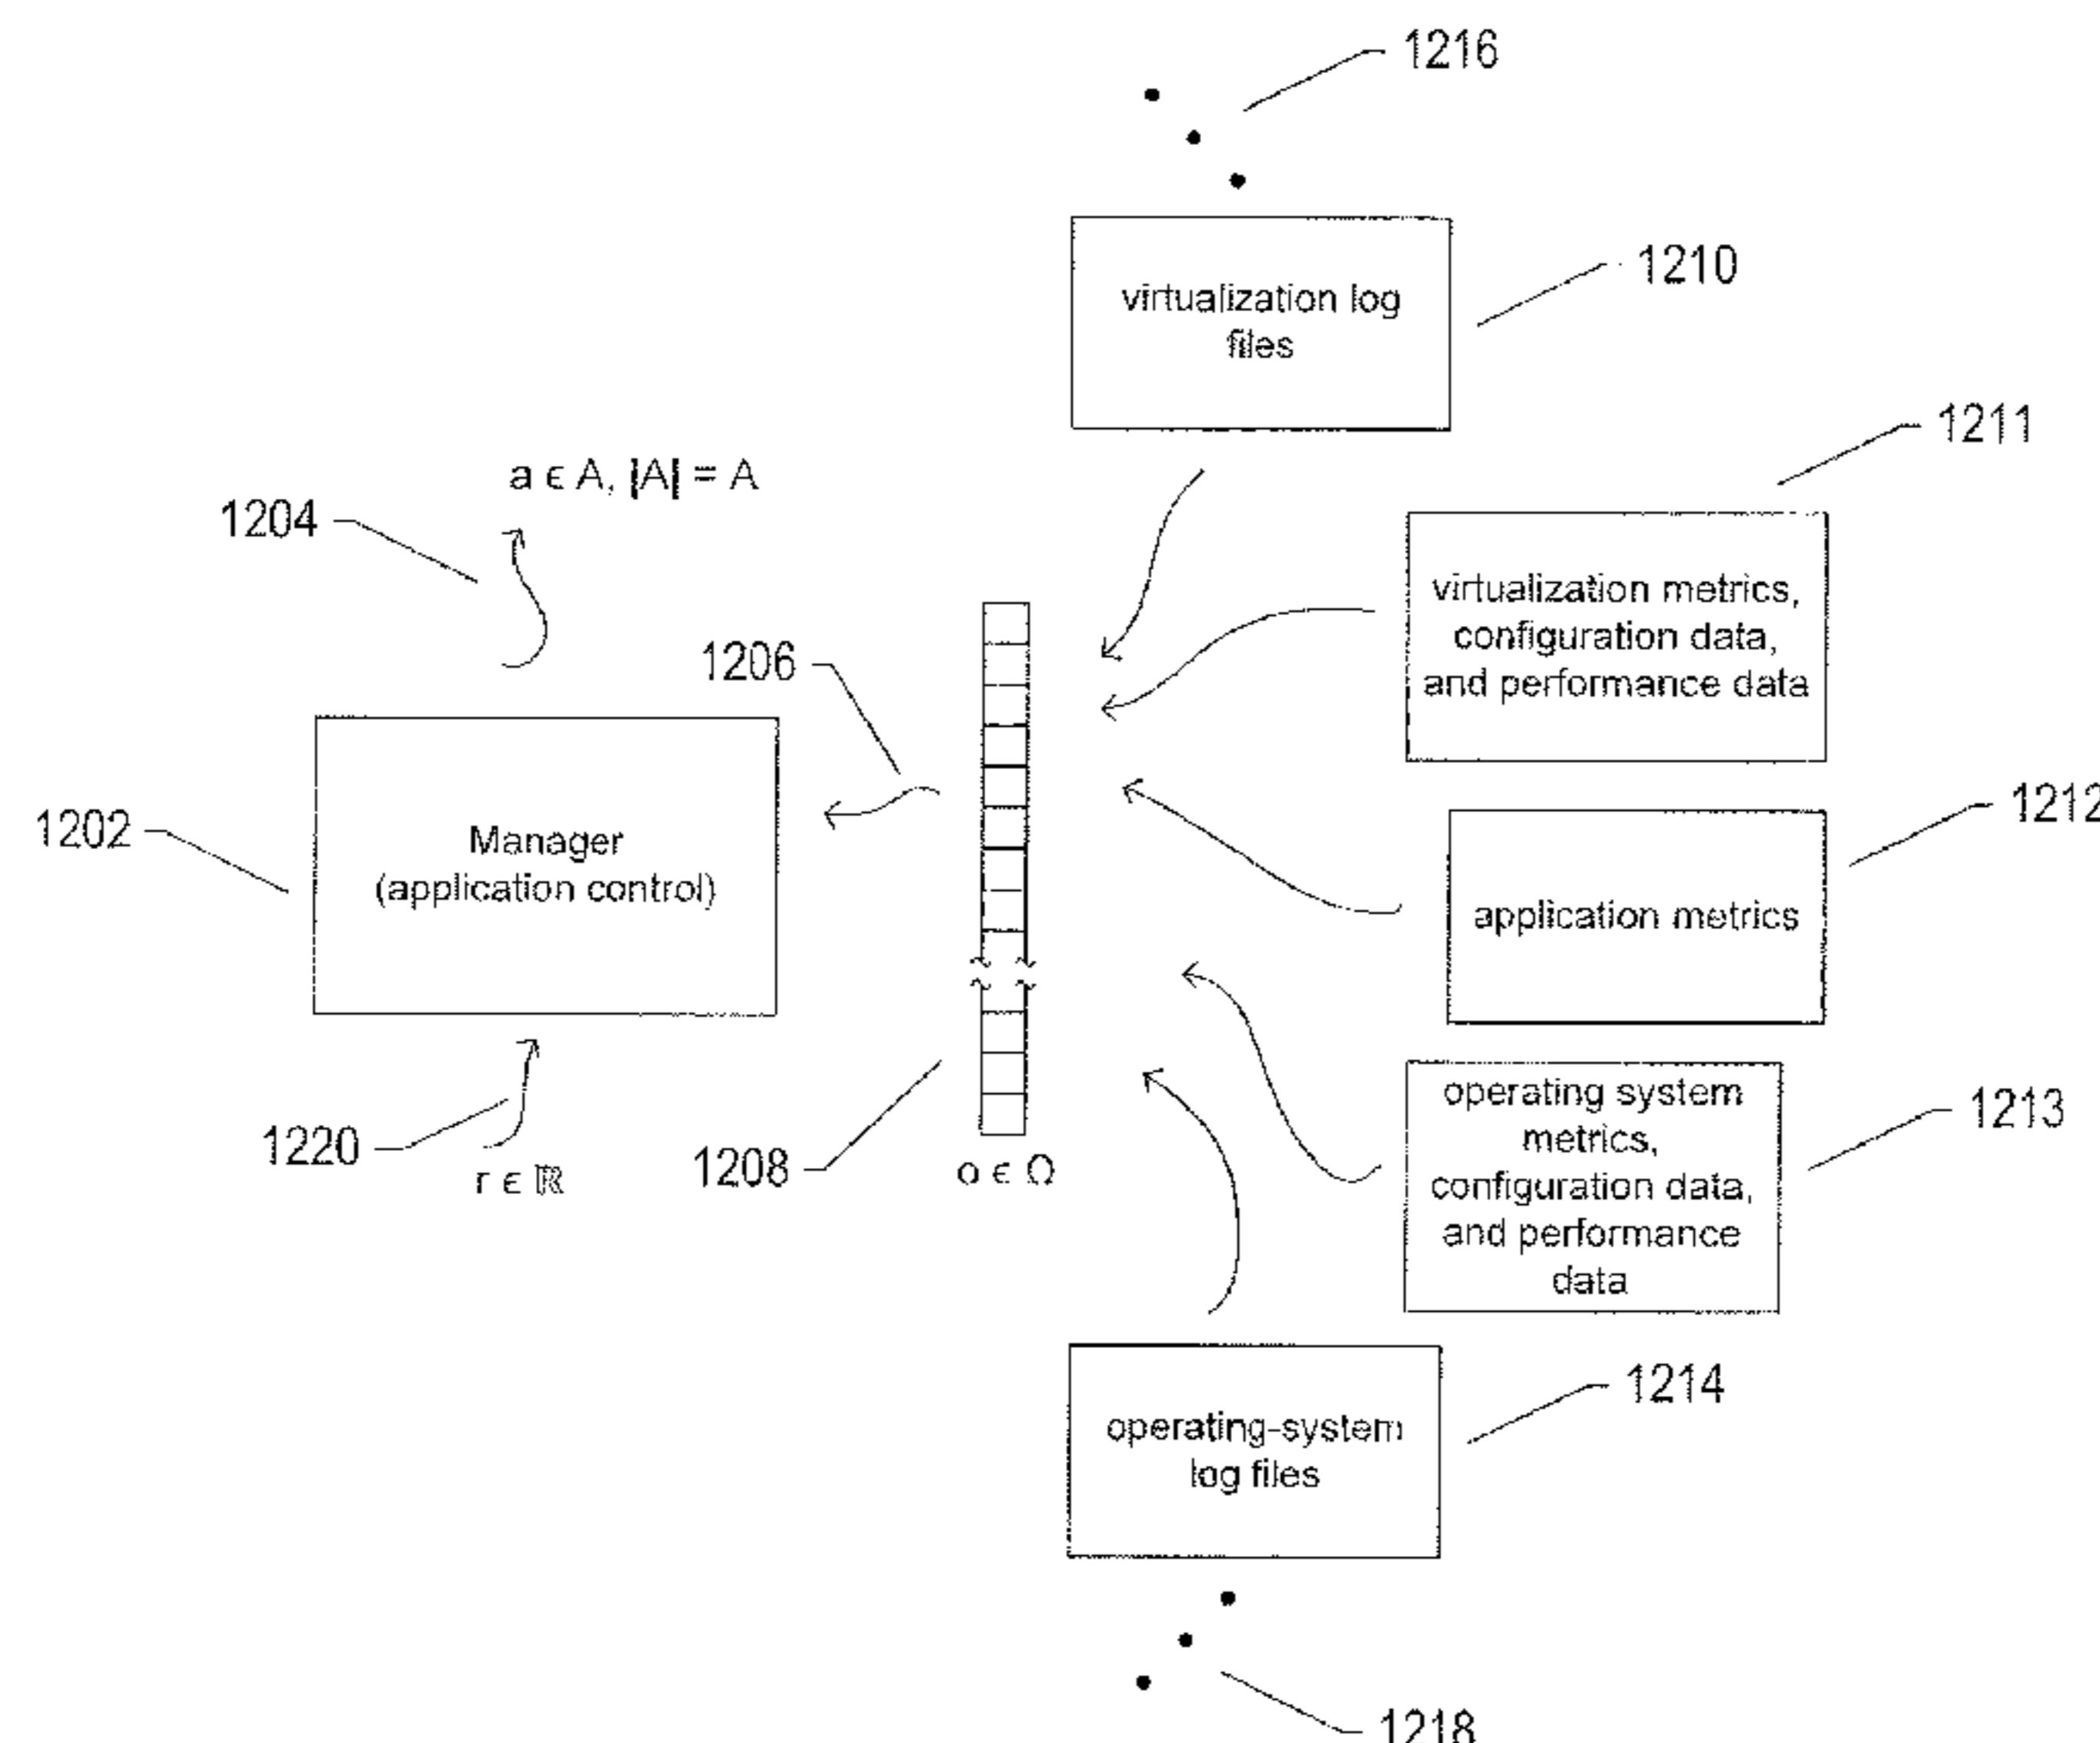 1216
virtualization log
files
1210
1211
a ϵ A, |A| = A
1204
virtualization metrics,
configuration data,
and performance data
1206
1212
1202
Manager
(application control)
application metrics
1220
r ϵ ℝ
1208
o ϵ Ω
operating system
metrics,
configuration data,
and performance
data
1213
1214
operating-system
log files
1218